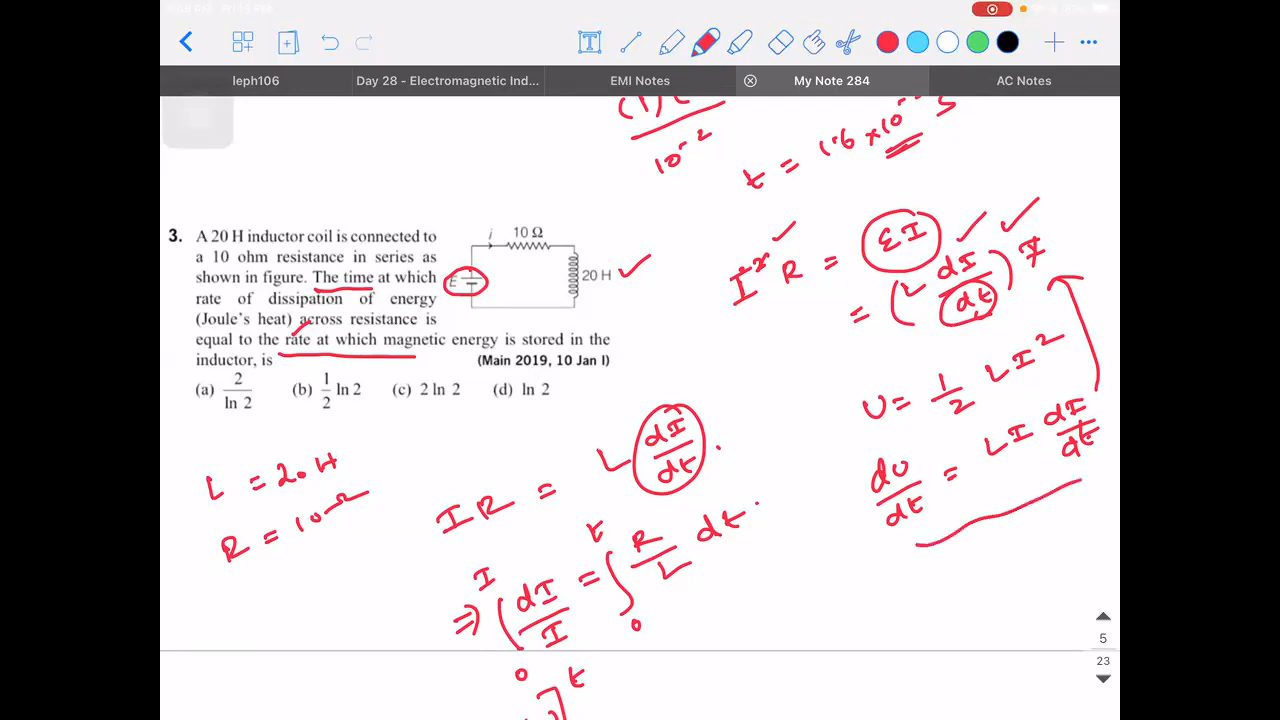 leph106
Day 28 - Electromagnetic Ind...
EMI Notes
My Note 284
AC Notes
10⁻²
t = 1.6 × 10
3. A 20 H inductor coil is connected to
a 10 ohm resistance in series as
shown in figure. The time at which
rate of dissipation of energy
(Joule's heat) across resistance is
equal to the rate at which magnetic energy is stored in the
inductor, is
(Main 2019, 10 Jan I)
(a) 2/ln 2 (b) 1/2 ln 2 (c) 2 ln 2 (d) ln 2
i
10 Ω
E
20 H
I² R = εI
= (L dI/dt) I
U = 1/2 L I²
dU/dt = L I dI/dt
L = 20 H
R = 10 Ω
I R = L dI/dt
⇒ ∫ dI/I = ∫ R/L dt
I
0
t
0
t
5
23